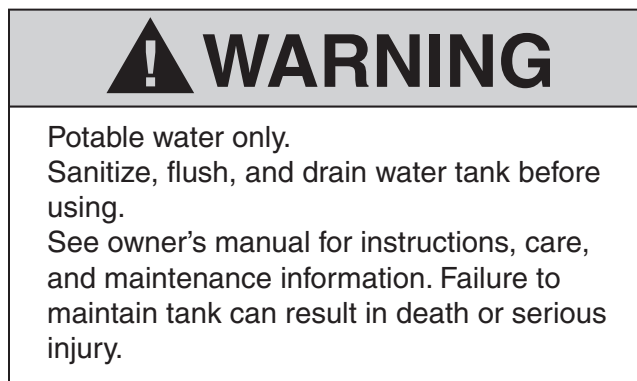 WARNING
Potable water only.
Sanitize, flush, and drain water tank before
using.
See owner’s manual for instructions, care,
and maintenance information. Failure to
maintain tank can result in death or serious
injury.